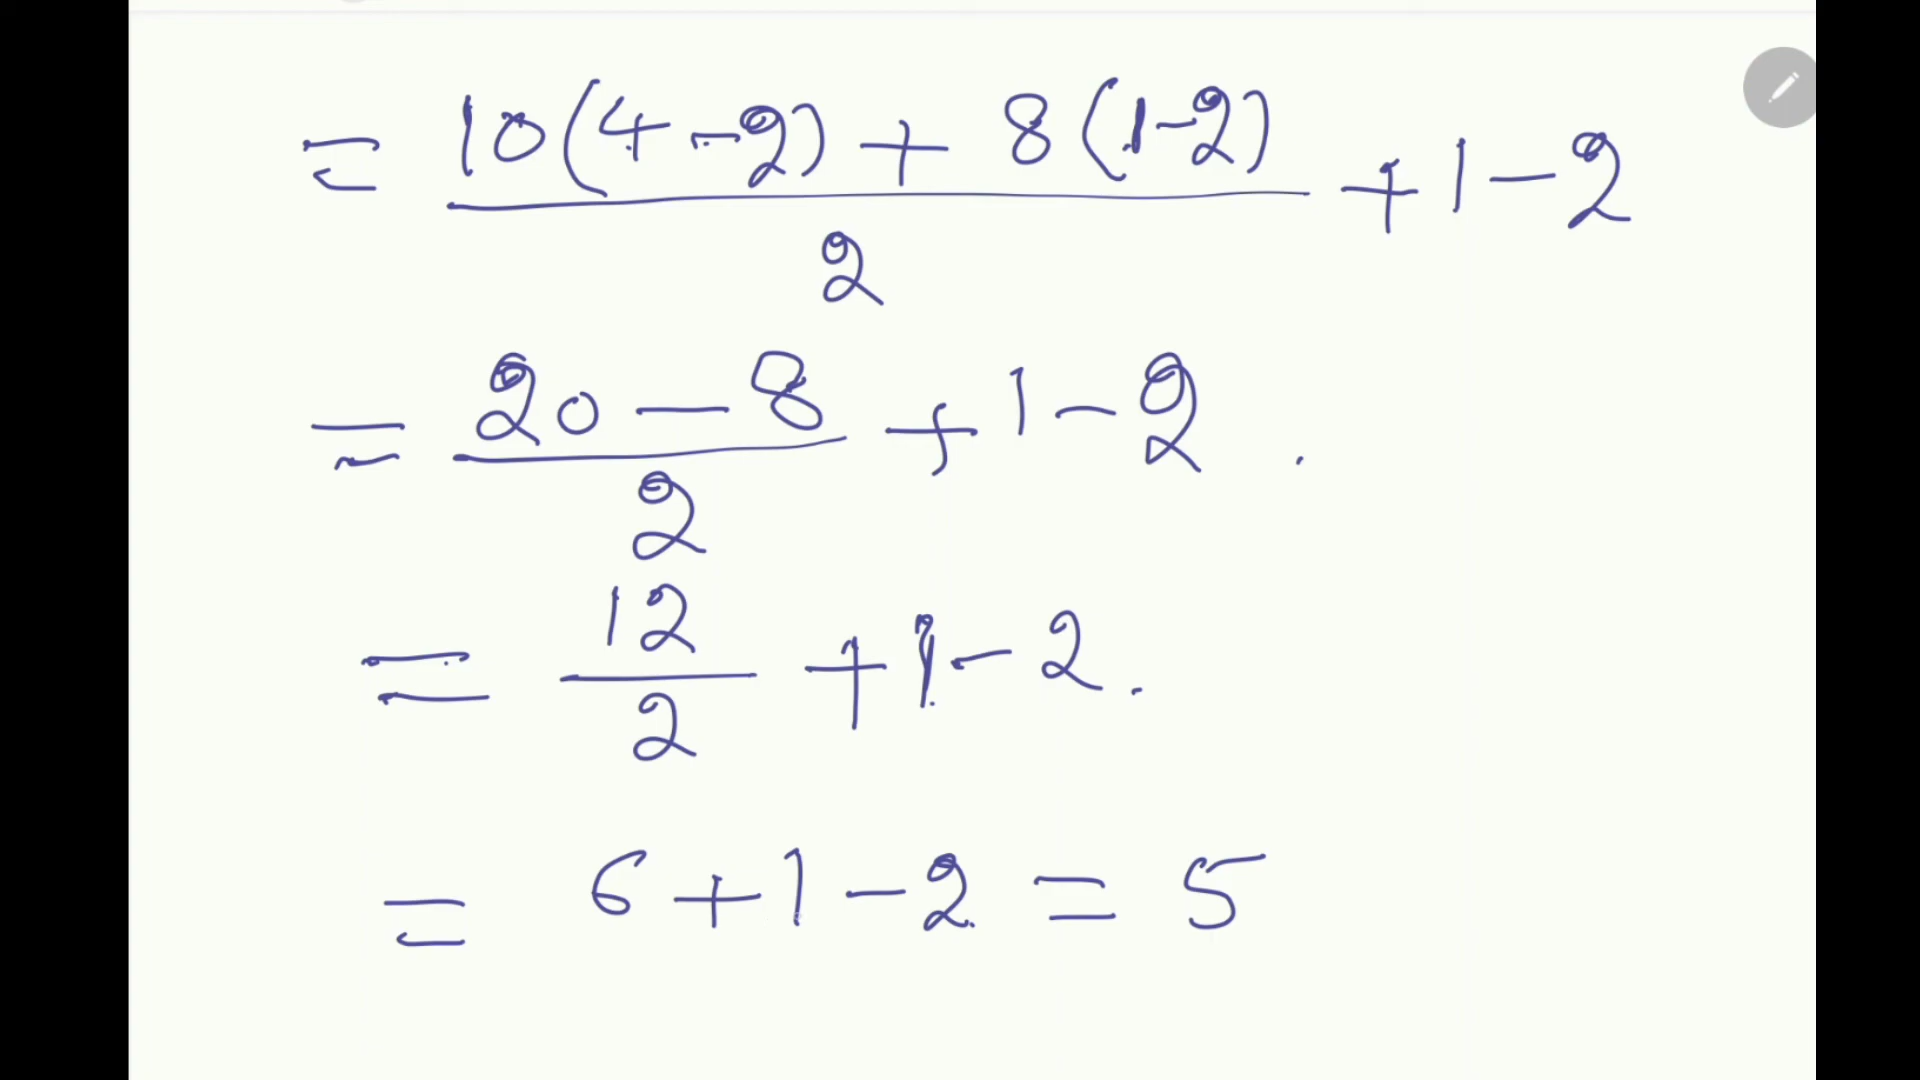 = (10(4-2) + 8(1-2))/2 + 1 - 2
= (20 - 8)/2 + 1 - 2 .
= 12/2 + 1 - 2 .
= 6 + 1 - 2 = 5